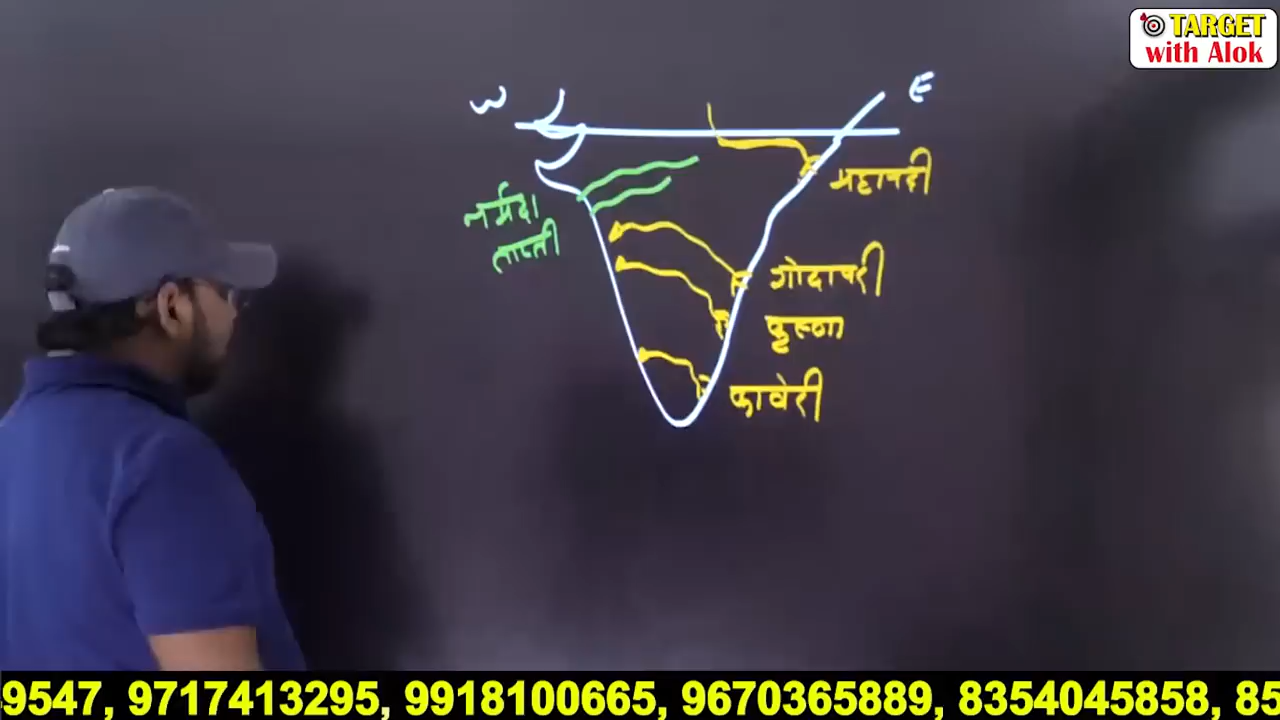 TARGET
with Alok
W
E
महानदी
नर्मदा
ताप्ती
गोदावरी
कृष्णा
कावेरी
9547, 9717413295, 9918100665, 9670365889, 8354045858, 85